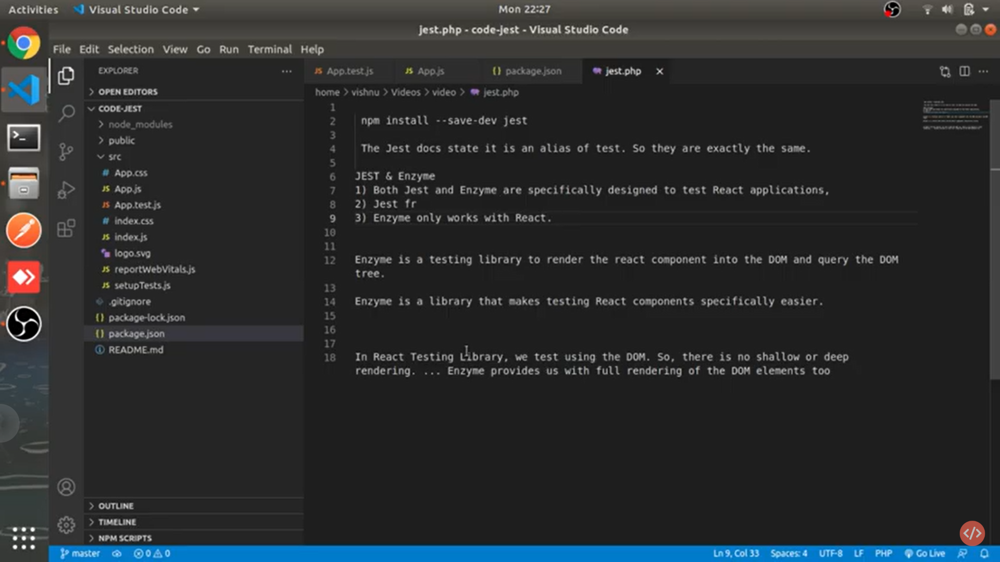 Activities Visual Studio Code Mon 22:27
jest.php - code-jest - Visual Studio Code
File Edit Selection View Go Run Terminal Help
EXPLORER
OPEN EDITORS
CODE-JEST
node_modules
public
src
App.css
App.js
App.test.js
index.css
index.js
logo.svg
reportWebVitals.js
setupTests.js
.gitignore
package-lock.json
package.json
README.md
OUTLINE
TIMELINE
NPM SCRIPTS
JS App.test.js JS App.js {} package.json jest.php
home > vishnu > Videos > video > jest.php
1
2 npm install --save-dev jest
3
4 The Jest docs state it is an alias of test. So they are exactly the same.
5
6 JEST & Enzyme
7 1) Both Jest and Enzyme are specifically designed to test React applications,
8 2) Jest fr
9 3) Enzyme only works with React.
10
11
12 Enzyme is a testing library to render the react component into the DOM and query the DOM
tree.
13
14 Enzyme is a library that makes testing React components specifically easier.
15
16
17
18 In React Testing Library, we test using the DOM. So, there is no shallow or deep
rendering. ... Enzyme provides us with full rendering of the DOM elements too
master 0 0 Ln 9, Col 33 Spaces: 4 UTF-8 LF PHP Go Live